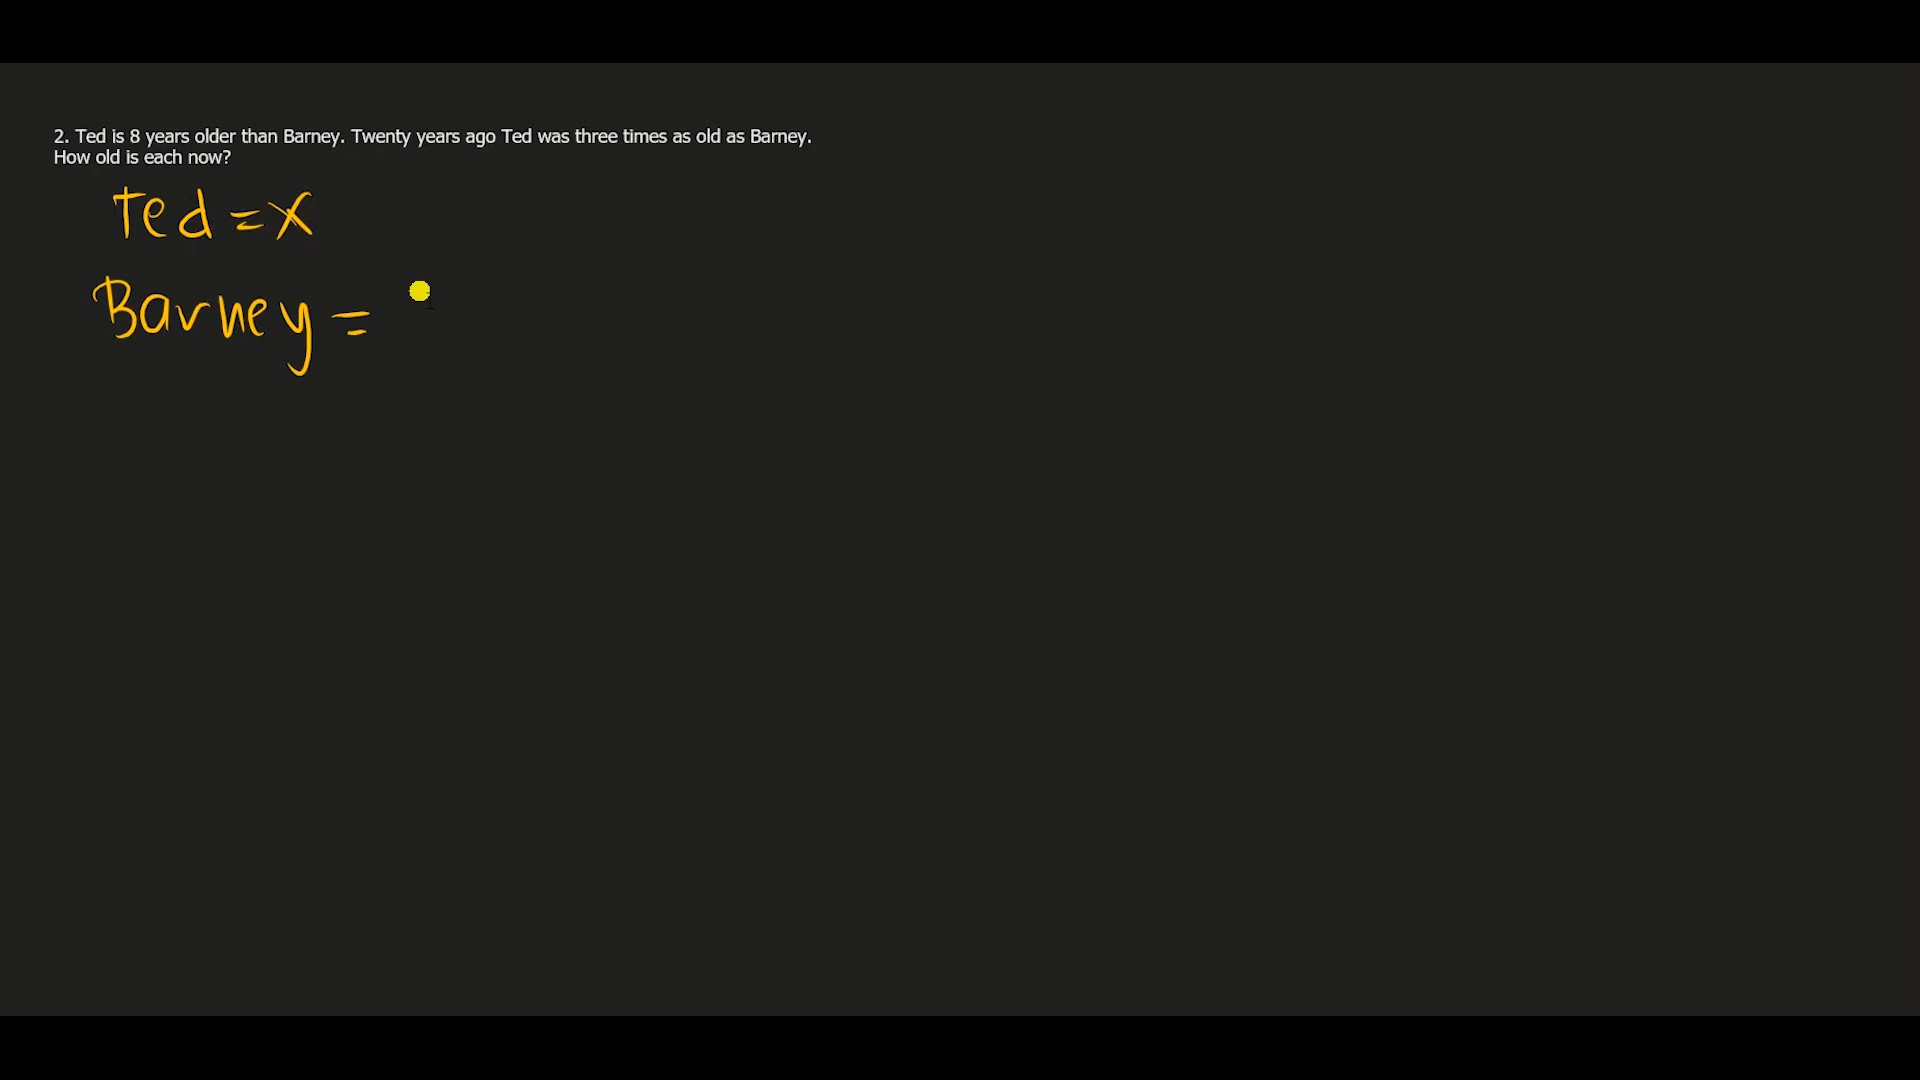 2. Ted is 8 years older than Barney. Twenty years ago Ted was three times as old as Barney.
How old is each now?
Ted = x
Barney =